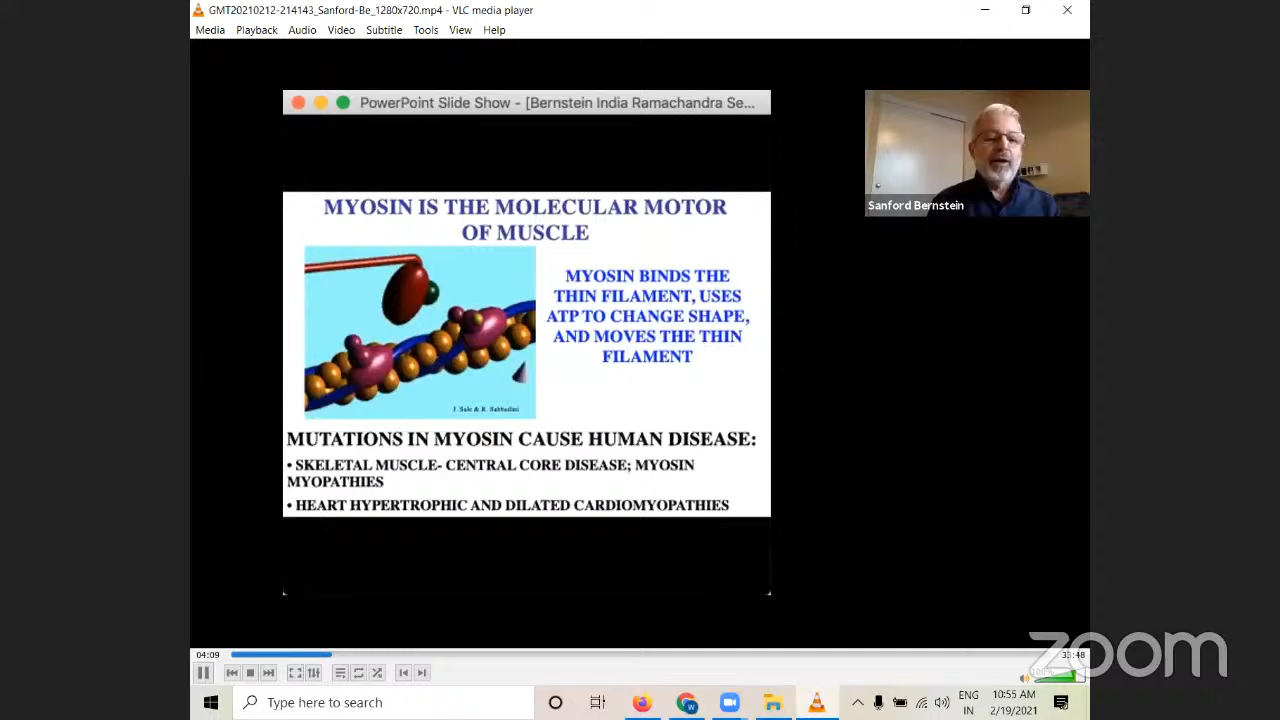 GMT20210212-214143_Sanford-Be_1280x720.mp4 - VLC media player
Media Playback Audio Video Subtitle Tools View Help
PowerPoint Slide Show - [Bernstein India Ramachandra Se...
MYOSIN IS THE MOLECULAR MOTOR
OF MUSCLE
MYOSIN BINDS THE
THIN FILAMENT, USES
ATP TO CHANGE SHAPE,
AND MOVES THE THIN
FILAMENT
MUTATIONS IN MYOSIN CAUSE HUMAN DISEASE:
• SKELETAL MUSCLE- CENTRAL CORE DISEASE; MYOSIN
MYOPATHIES
• HEART HYPERTROPHIC AND DILATED CARDIOMYOPATHIES
Sanford Bernstein
04:09
33:48
100%
zoom
Type here to search
ENG
IN
10:55 AM
2/19/2021